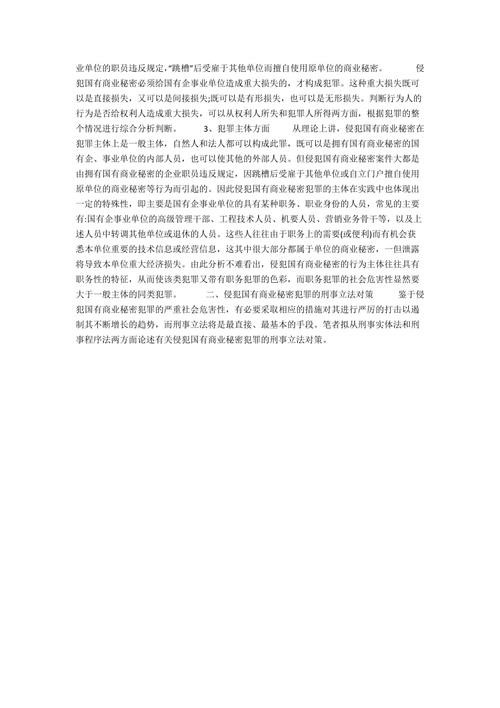 业单位的职员违反规定,“跳槽”后受雇于其他单位而擅自使用原单位的商业秘密。 侵
犯国有商业秘密必须给国有企事业单位造成重大损失的,才构成犯罪。这种重大损失既可
以是直接损失,又可以是间接损失;既可以是有形损失,也可以是无形损失。判断行为人的
行为是否给权利人造成重大损失,可以从权利人所失和犯罪人所得两方面,根据犯罪的整
个情况进行综合分析判断。 3、犯罪主体方面 从理论上讲,侵犯国有商业秘密在
犯罪主体上是一般主体,自然人和法人都可以构成此罪,既可以是拥有国有商业秘密的国
有企、事业单位的内部人员,也可以使其他的外部人员。但侵犯国有商业秘密案件大都是
由拥有国有商业秘密的企业职员违反规定,因跳槽后受雇于其他单位或自立门户擅自使用
原单位的商业秘密等行为而引起的。因此侵犯国有商业秘密犯罪的主体在实践中也体现出
一定的特殊性,即主要是国有企事业单位的具有某种职务、职业身份的人员,常见的主要
有:国有企事业单位的高级管理干部、工程技术人员、机要人员、营销业务骨干等,以及上
述人员中转调其他单位或退休的人员。这些人往往由于职务上的需要(或便利)而有机会获
悉本单位重要的技术信息或经营信息,这其中很大部分都属于单位的商业秘密,一但泄露
将导致本单位重大经济损失。由此分析不难看出,侵犯国有商业秘密的行为主体往往具有
职务性的特征,从而使该类犯罪又带有职务犯罪的色彩,而职务犯罪的社会危害性显然要
大于一般主体的同类犯罪。 二、侵犯国有商业秘密犯罪的刑事立法对策 鉴于侵
犯国有商业秘密犯罪的严重社会危害性,有必要采取相应的措施对其进行严厉的打击以遏
制其不断增长的趋势,而刑事立法将是最直接、最基本的手段。笔者拟从刑事实体法和刑
事程序法两方面论述有关侵犯国有商业秘密犯罪的刑事立法对策。